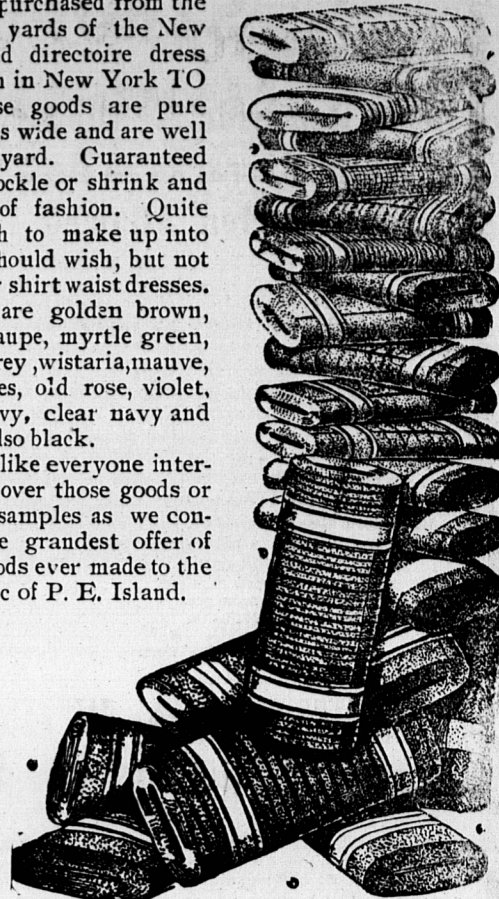 purchased from the
yards of the New
d directoire dress
in New York TO
se goods are pure
s wide and are well
yard. Guaranteed
ockle or shrink and
of fashion. Quite
h to make up into
hould wish, but not
shirt waist dresses.
are golden brown,
aupe, myrtle green,
rey ,wistaria,mauve,
es, old rose, violet,
vy, clear navy and
lso black.
like everyone inter-
over those goods or
samples as we con-
e grandest offer of
ods ever made to the
c of P. E. Island.